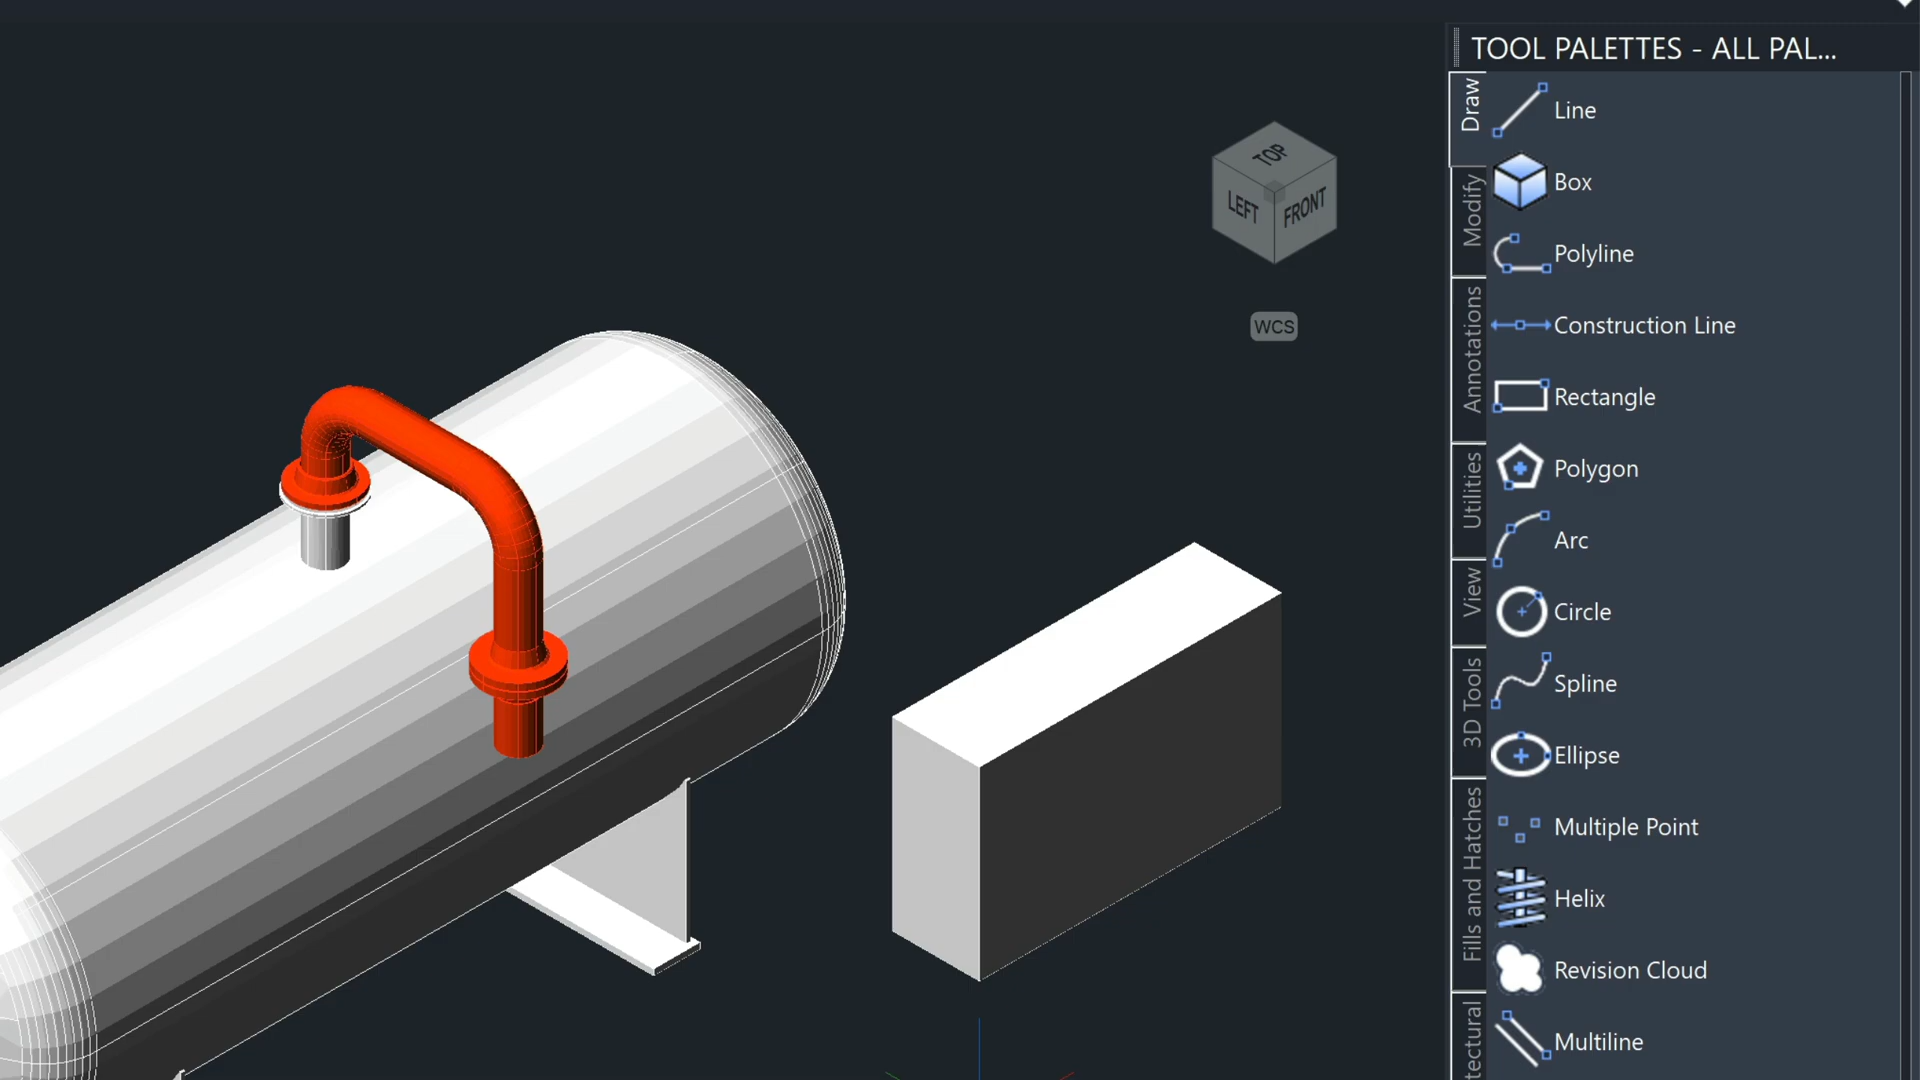 TOOL PALETTES - ALL PAL...
Draw
Modify
Annotations
Utilities
View
3D Tools
Fills and Hatches
tectural
Line
Box
Polyline
Construction Line
Rectangle
Polygon
Arc
Circle
Spline
Ellipse
Multiple Point
Helix
Revision Cloud
Multiline
TOP
LEFT
FRONT
WCS